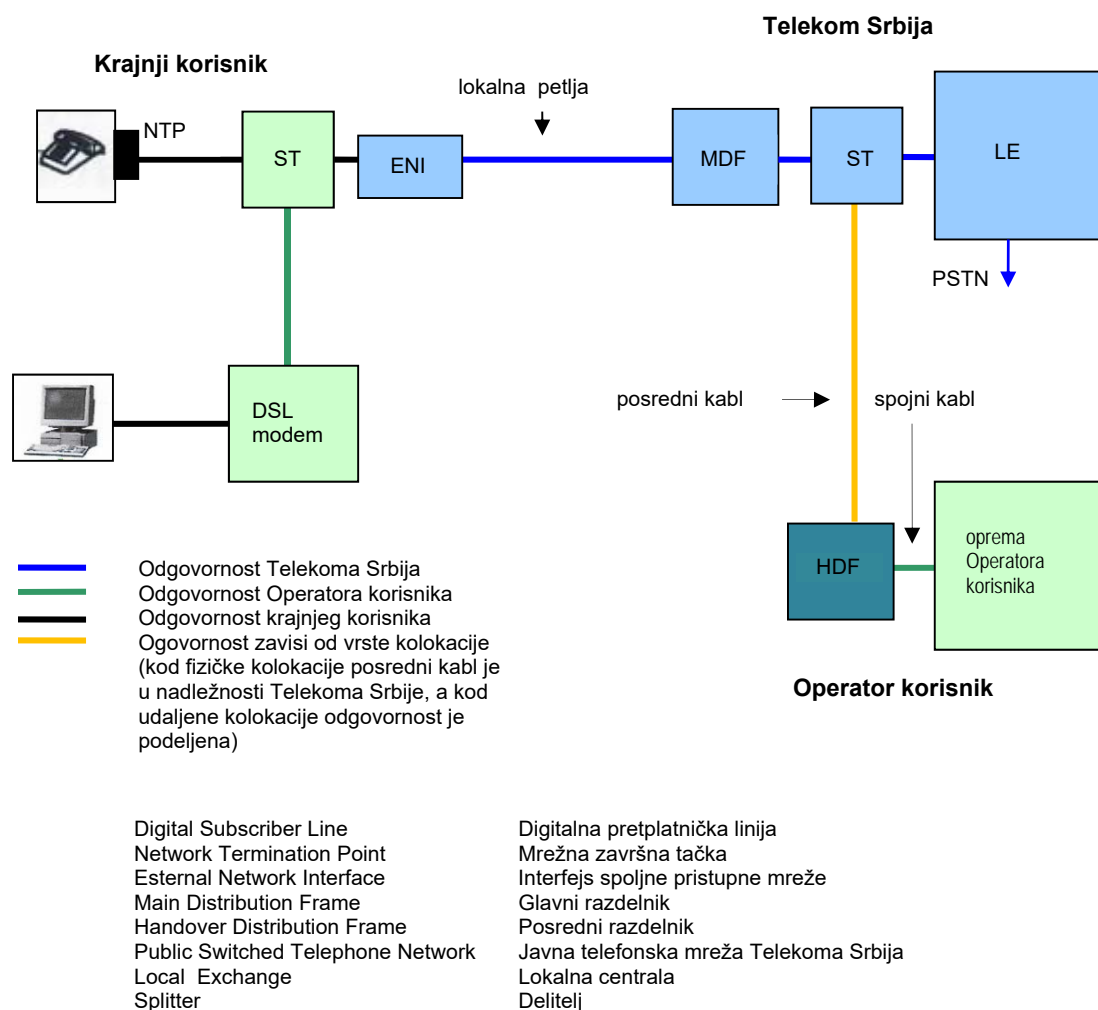 Telekom Srbija
Krajnji korisnik
lokalna petlja
NTP
ST
ENI
MDF
ST
LE
PSTN
DSL
modem
posredni kabl
spojni kabl
HDF
oprema
Operatora
korisnika
Operator korisnik
Odgovornost Telekoma Srbija
Odgovornost Operatora korisnika
Odgovornost krajnjeg korisnika
Ogovornost zavisi od vrste kolokacije
(kod fizičke kolokacije posredni kabl je
u nadležnosti Telekoma Srbije, a kod
udaljene kolokacije odgovornost je
podeljena)
Digital Subscriber Line Digitalna pretplatnička linija
Network Termination Point Mrežna završna tačka
Esternal Network Interface Interfejs spoljne pristupne mreže
Main Distribution Frame Glavni razdelnik
Handover Distribution Frame Posredni razdelnik
Public Switched Telephone Network Javna telefonska mreža Telekoma Srbija
Local Exchange Lokalna centrala
Splitter Delitelj